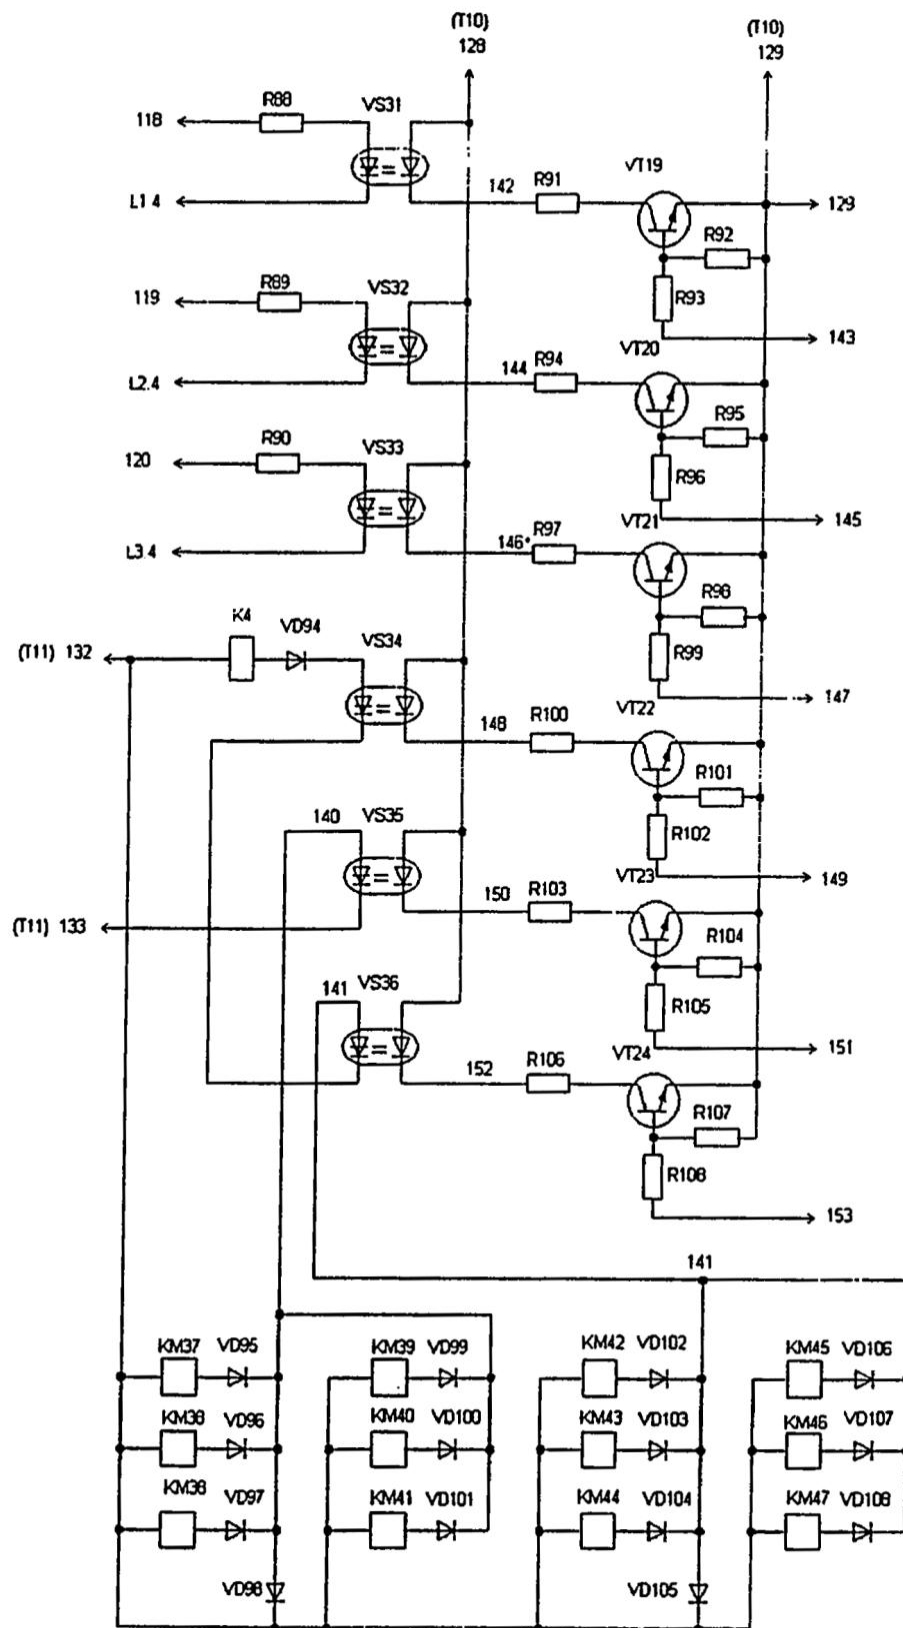 (T10)
128
(T10)
129
118
R88
VS31
142
R91
VT19
129
L1.4
R92
R93
119
R89
VS32
VT20
143
L2.4
144
R94
R95
120
R90
VS33
R96
VT21
145
L3.4
146*
R97
R98
K4
VD94
VS34
R99
(T11) 132
VT22
147
148
R100
R101
140
VS35
R102
VT23
149
(T11) 133
150
R103
R104
141
VS36
R105
VT24
151
152
R106
R107
R108
153
141
KM37
VD95
KM39
VD99
KM42
VD102
KM45
VD106
KM38
VD96
KM40
VD100
KM43
VD103
KM46
VD107
KM38
VD97
KM41
VD101
KM44
VD104
KM47
VD108
VD98
VD105